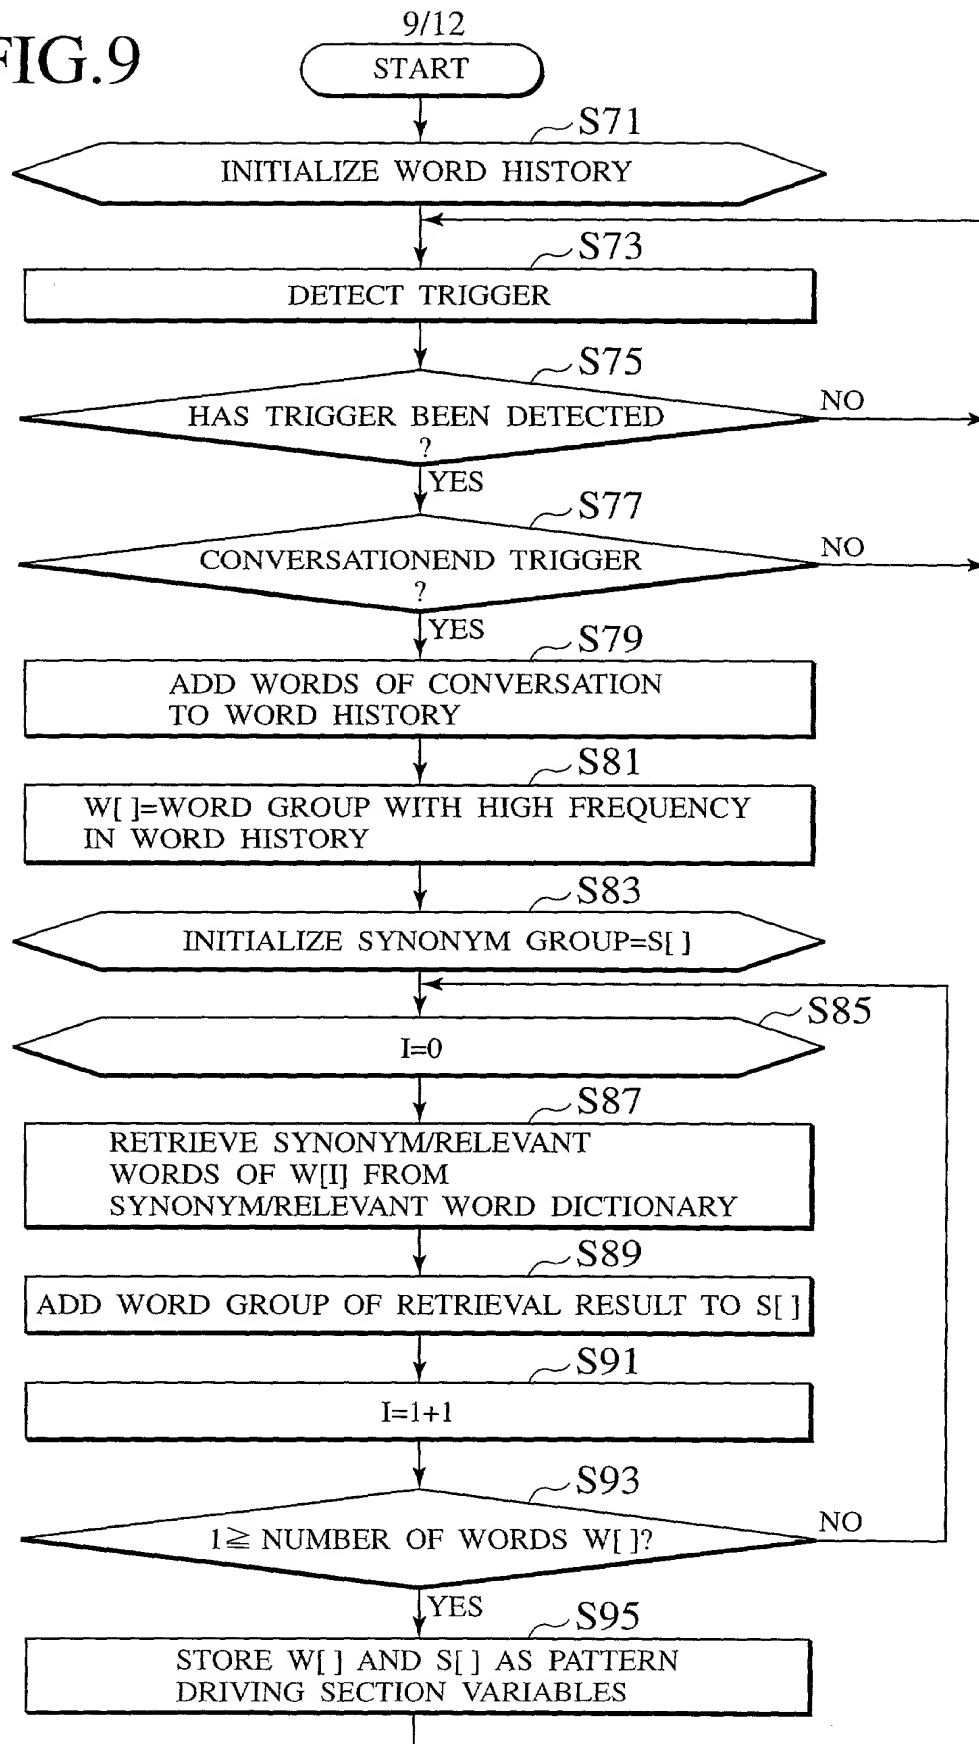 9/12
FIG.9
START
S71
INITIALIZE WORD HISTORY
S73
DETECT TRIGGER
S75
HAS TRIGGER BEEN DETECTED
?
NO
YES
S77
CONVERSATIONEND TRIGGER
?
NO
YES
S79
ADD WORDS OF CONVERSATION
TO WORD HISTORY
S81
W[ ]=WORD GROUP WITH HIGH FREQUENCY
IN WORD HISTORY
S83
INITIALIZE SYNONYM GROUP=S[ ]
S85
I=0
S87
RETRIEVE SYNONYM/RELEVANT
WORDS OF W[I] FROM
SYNONYM/RELEVANT WORD DICTIONARY
S89
ADD WORD GROUP OF RETRIEVAL RESULT TO S[ ]
S91
I=1+1
S93
1≧ NUMBER OF WORDS W[ ]?
NO
YES
S95
STORE W[ ] AND S[ ] AS PATTERN
DRIVING SECTION VARIABLES